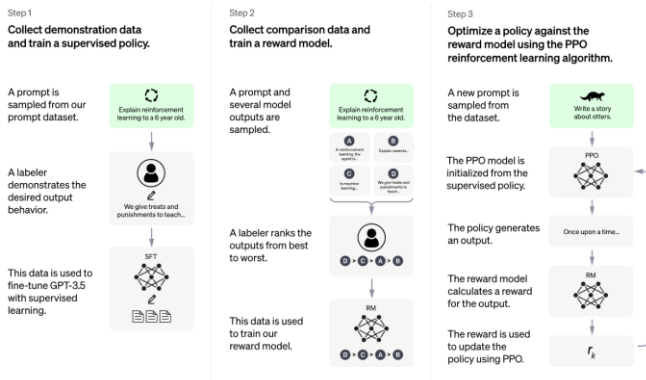 Step 1
Collect demonstration data
and train a supervised policy.
A prompt is
sampled from our
prompt dataset.
Explain reinforcement
learning to a 6 year old.
A labeler
demonstrates the
desired output
behavior.
We give treats and
punishments to teach...
This data is used to
fine-tune GPT-3.5
with supervised
learning.
SFT
Step 2
Collect comparison data and
train a reward model.
A prompt and
several model
outputs are
sampled.
Explain reinforcement
learning to a 6 year old.
A
In reinforcement
learning, the
agent is...
B
Explain rewards...
C
In machine
learning...
D
We give treats and
punishments to
teach...
A labeler ranks the
outputs from best
to worst.
D > C > A > B
This data is used
to train our
reward model.
RM
D > C > A > B
Step 3
Optimize a policy against the
reward model using the PPO
reinforcement learning algorithm.
A new prompt is
sampled from
the dataset.
Write a story
about otters.
The PPO model is
initialized from the
supervised policy.
PPO
The policy generates
an output.
Once upon a time...
The reward model
calculates a reward
for the output.
RM
The reward is used
to update the
policy using PPO.
rk